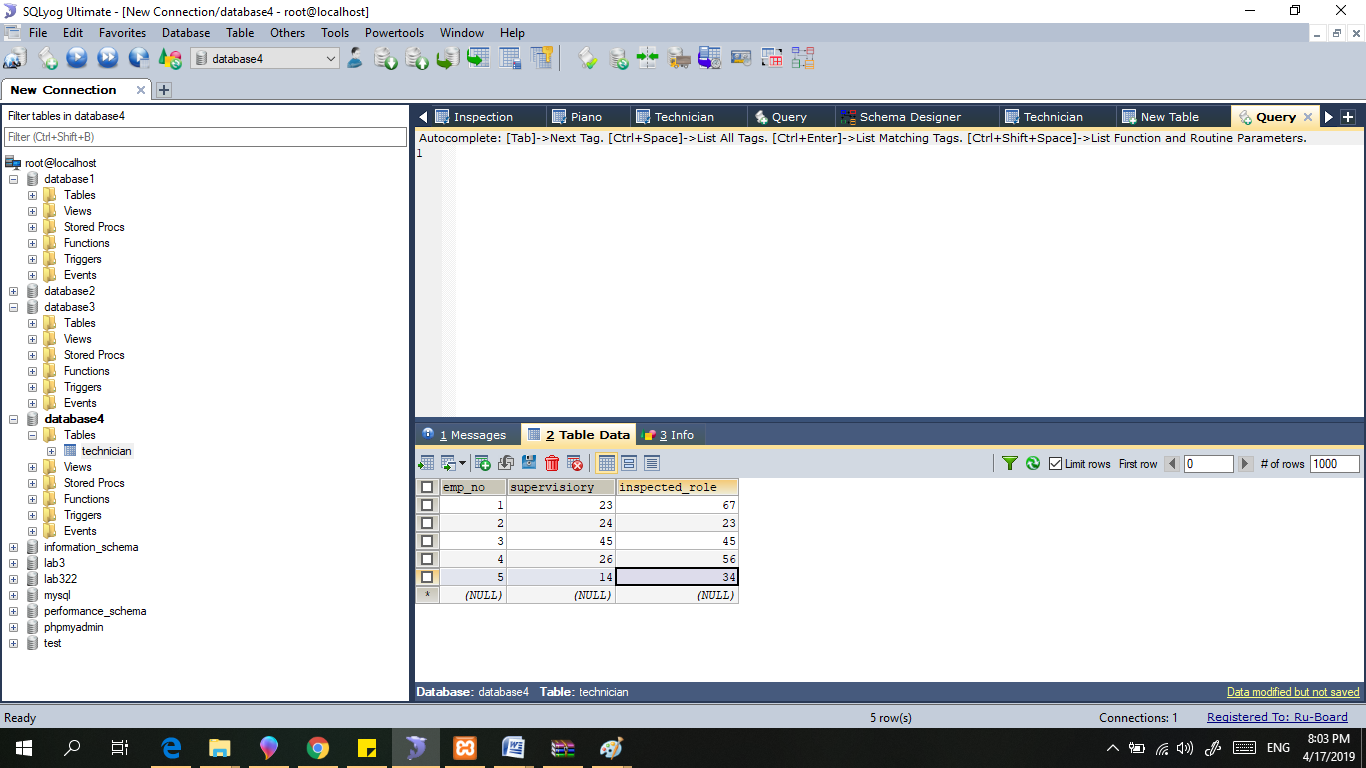 SQLyog Ultimate - [New Connection/database4 - root@localhost]
File Edit Favorites Database Table Others Tools Powertools Window Help
database4
New Connection
Filter tables in database4
Filter (Ctrl+Shift+B)
root@localhost
database1
Tables
Views
Stored Procs
Functions
Triggers
Events
database2
database3
Tables
Views
Stored Procs
Functions
Triggers
Events
database4
Tables
technician
Views
Stored Procs
Functions
Triggers
Events
information_schema
lab3
lab322
mysql
performance_schema
phpmyadmin
test
Inspection Piano Technician Query Schema Designer Technician New Table Query
Autocomplete: [Tab]->Next Tag. [Ctrl+Space]->List All Tags. [Ctrl+Enter]->List Matching Tags. [Ctrl+Shift+Space]->List Function and Routine Parameters.
1
1 Messages 2 Table Data 3 Info
Limit rows First row 0 # of rows 1000
emp_no supervisiory inspected_role
1 23 67
2 24 23
3 45 45
4 26 56
5 14 34
* (NULL) (NULL) (NULL)
Database: database4 Table: technician Data modified but not saved
Ready 5 row(s) Connections: 1 Registered To: Ru-Board
ENG 8:03 PM
4/17/2019